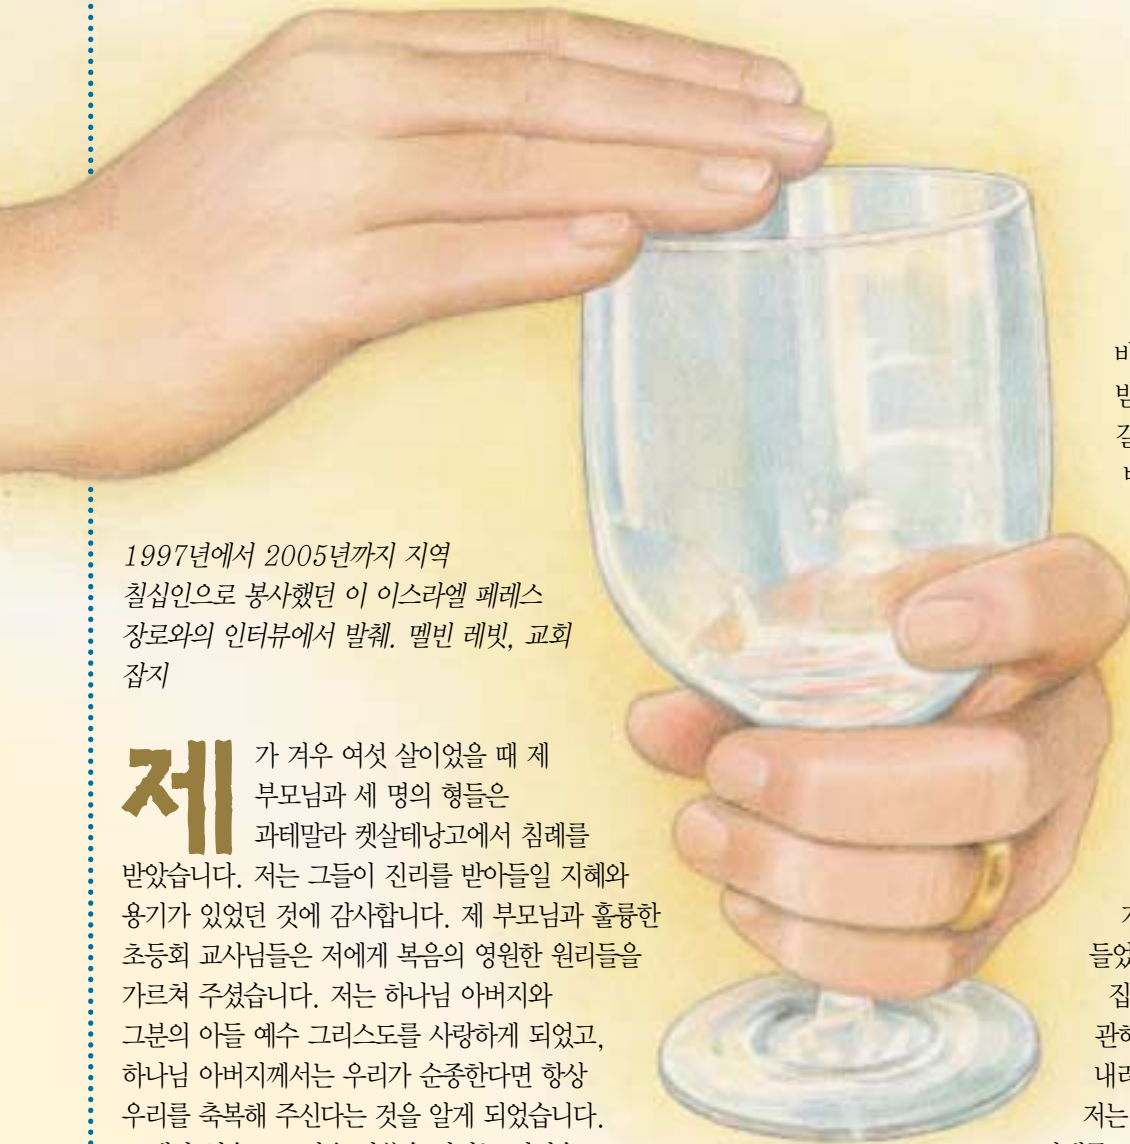 1997년에서 2005년까지 지역
칠십인으로 봉사했던 이 이스라엘 페레스
장로와의 인터뷰에서 발췌. 멜빈 레빗, 교회
잡지
제가 겨우 여섯 살이었을 때 제
부모님과 세 명의 형들은
과테말라 켓살테낭고에서 침례를
받았습니다. 저는 그들이 진리를 받아들일 지혜와
용기가 있었던 것에 감사합니다. 제 부모님과 훌륭한
초등회 교사님들은 저에게 복음의 영원한 원리들을
가르쳐 주셨습니다. 저는 하나님 아버지와
그분의 아들 예수 그리스도를 사랑하게 되었고,
하나님 아버지께서는 우리가 순종한다면 항상
우리를 축복해 주신다는 것을 알게 되었습니다.
들었
집
관해
내려
저는